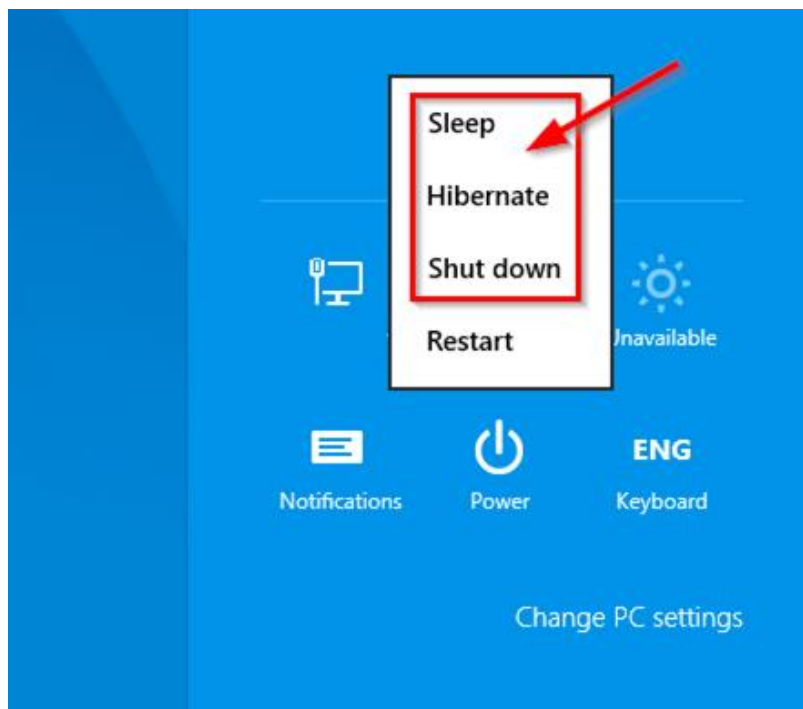 Sleep
Hibernate
Shut down
Restart
Unavailable
Notifications
Power
ENG
Keyboard
Change PC settings